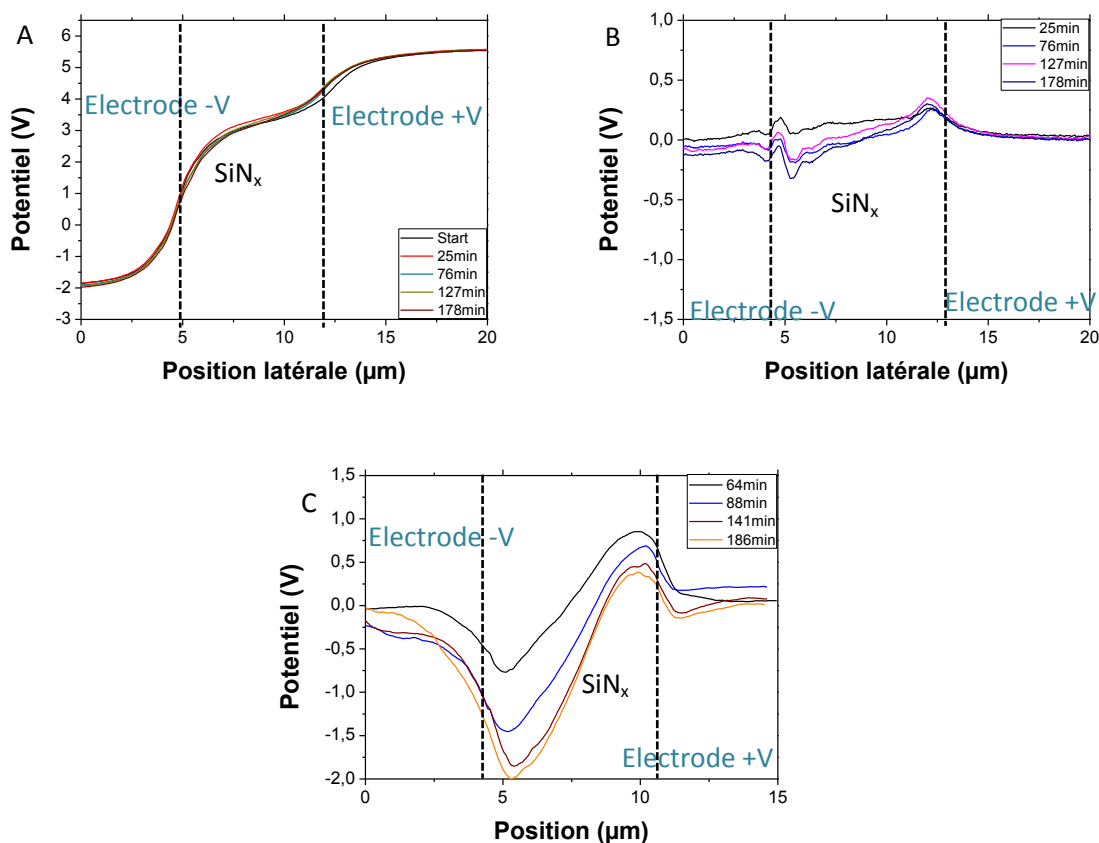 A
Potentiel (V)
6
5
4
3
2
1
0
-1
-2
-3
Electrode -V
Electrode +V
SiNx
Start
25min
76min
127min
178min
0 5 10 15 20
Position latérale (µm)
B
Potentiel (V)
1,0
0,5
0,0
-0,5
-1,0
-1,5
25min
76min
127min
178min
SiNx
Electrode -V
Electrode +V
0 5 10 15 20
Position latérale (µm)
C
Potentiel (V)
1,5
1,0
0,5
0,0
-0,5
-1,0
-1,5
-2,0
64min
88min
141min
186min
Electrode -V
SiNx
Electrode +V
0 5 10 15
Position (µm)